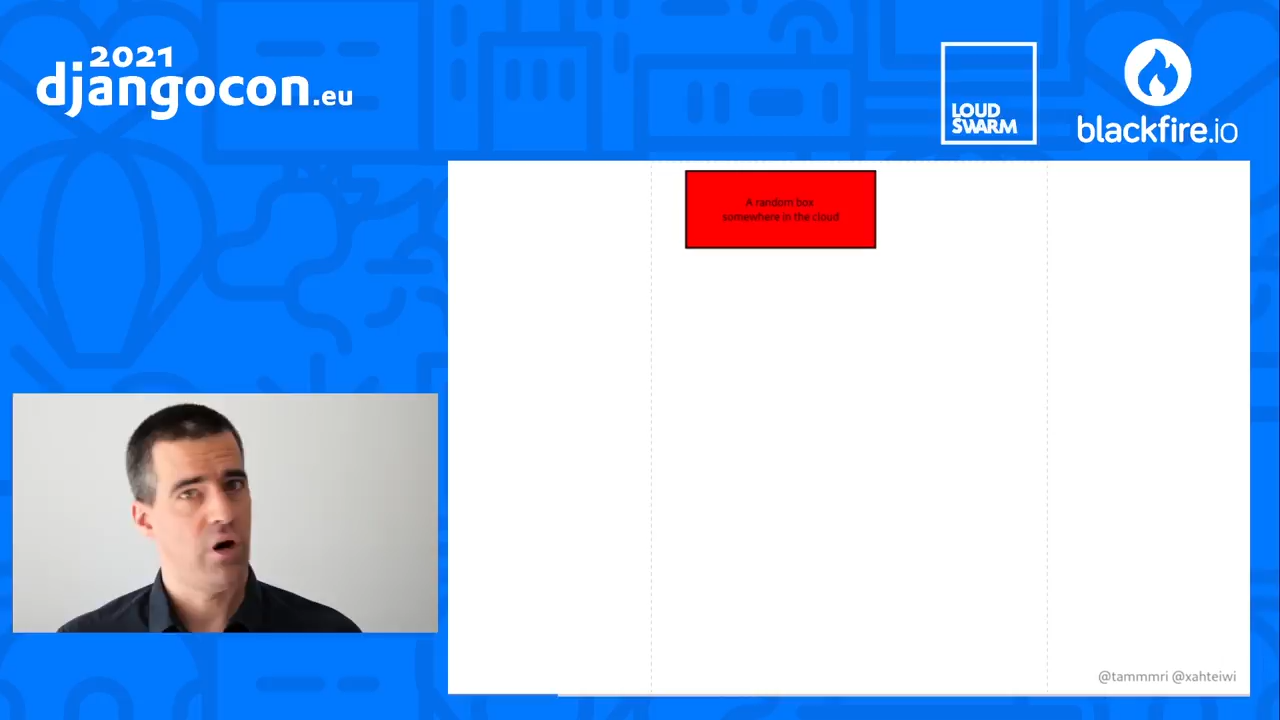 2021
djangocon.eu
LOUD
SWARM
blackfire.io
A random box
somewhere in the cloud
@tammmri @xahteiwi